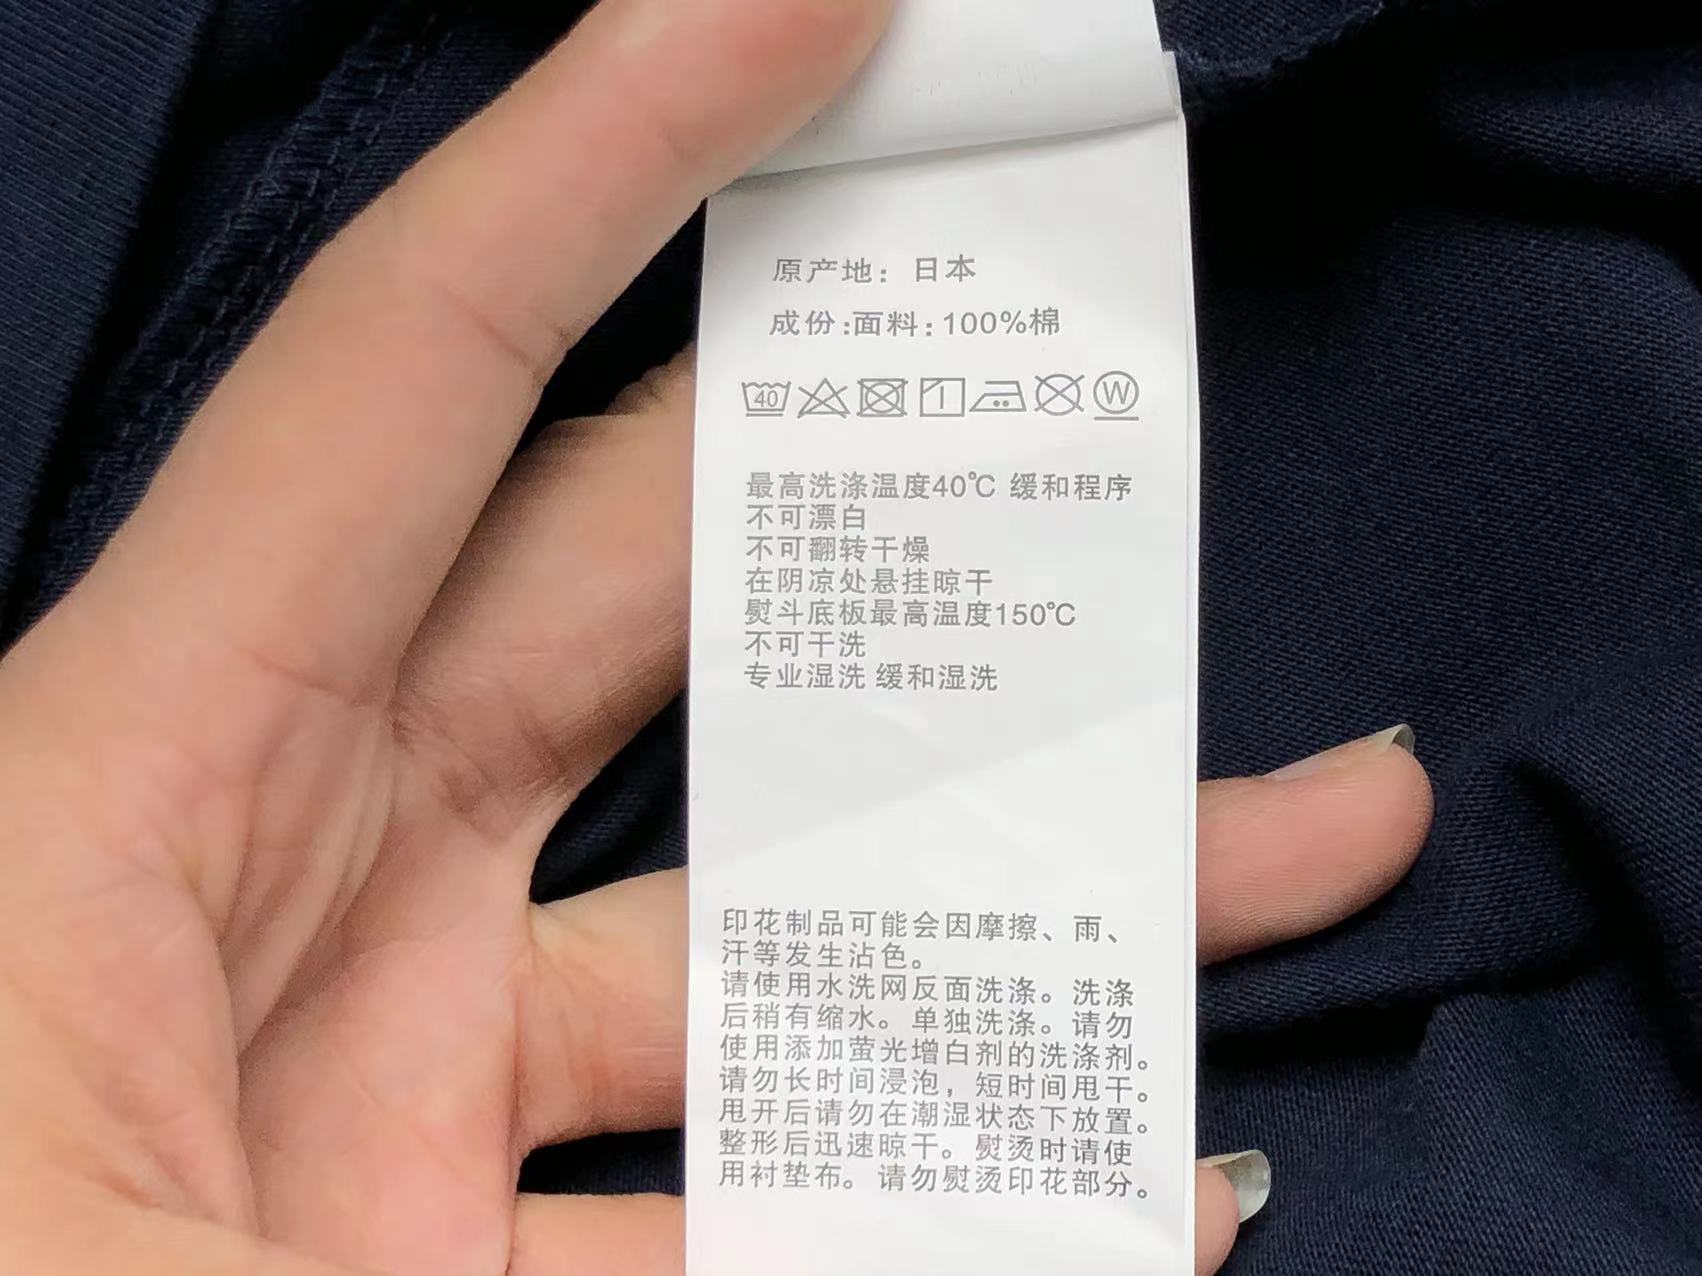 原产地：日本
成份:面料:100%棉
40 W
最高洗涤温度40℃ 缓和程序
不可漂白
不可翻转干燥
在阴凉处悬挂晾干
熨斗底板最高温度150℃
不可干洗
专业湿洗 缓和湿洗
印花制品可能会因摩擦、雨、
汗等发生沾色。
请使用水洗网反面洗涤。洗涤
后稍有缩水。单独洗涤。请勿
使用添加萤光增白剂的洗涤剂。
请勿长时间浸泡，短时间甩干。
甩开后请勿在潮湿状态下放置。
整形后迅速晾干。熨烫时请使
用衬垫布。请勿熨烫印花部分。